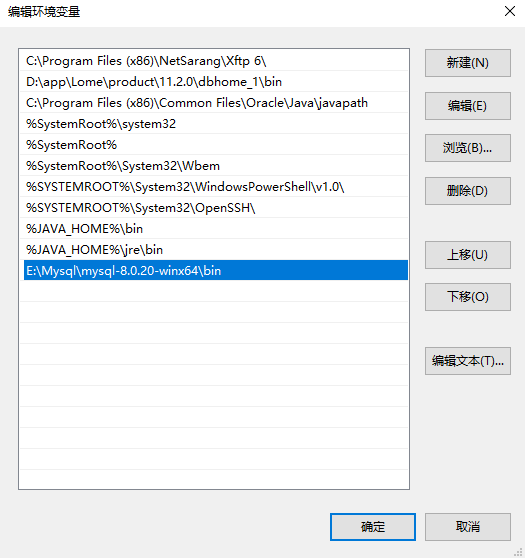 编辑环境变量
C:\Program Files (x86)\NetSarang\Xftp 6\
D:\app\Lome\product\11.2.0\dbhome_1\bin
C:\Program Files (x86)\Common Files\Oracle\Java\javapath
%SystemRoot%\system32
%SystemRoot%
%SystemRoot%\System32\Wbem
%SYSTEMROOT%\System32\WindowsPowerShell\v1.0\
%SYSTEMROOT%\System32\OpenSSH\
%JAVA_HOME%\bin
%JAVA_HOME%\jre\bin
E:\Mysql\mysql-8.0.20-winx64\bin
新建(N)
编辑(E)
浏览(B)...
删除(D)
上移(U)
下移(O)
编辑文本(T)...
确定
取消